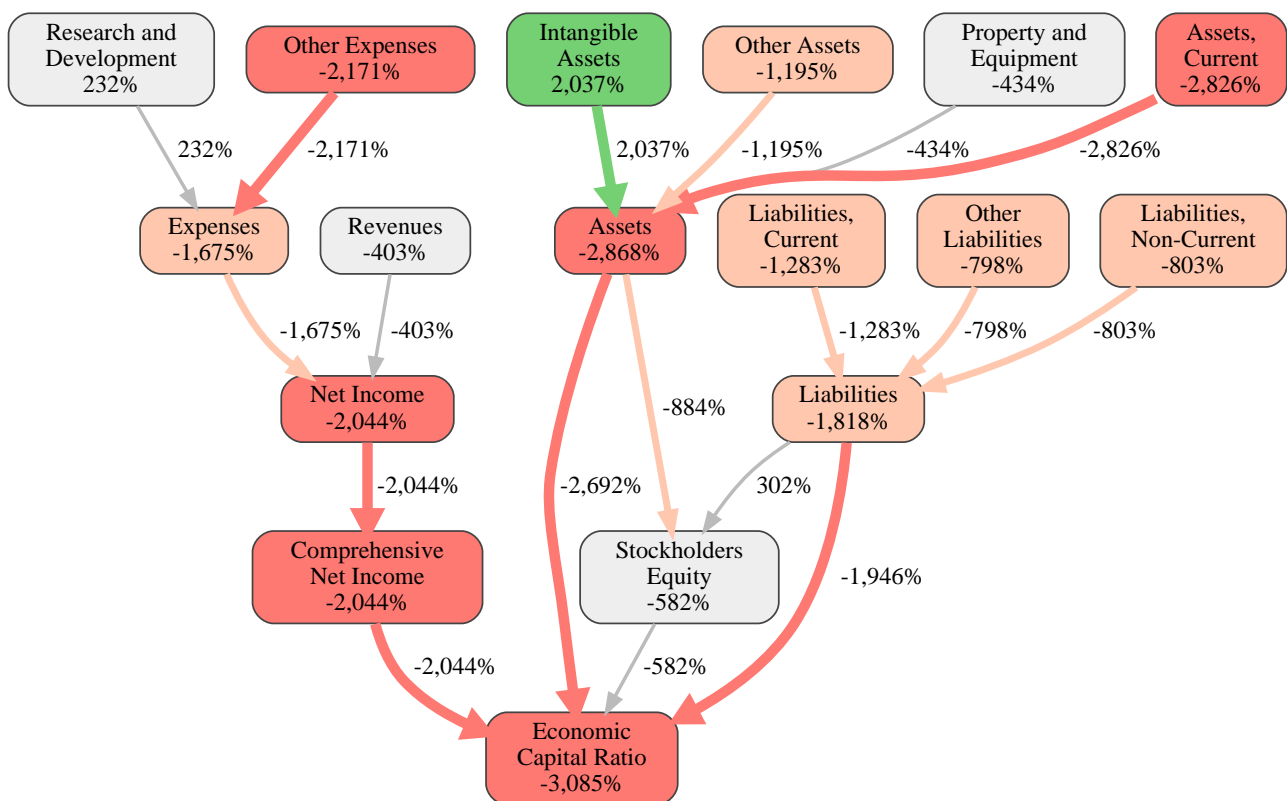 Research and
Development
232%
Other Expenses
-2,171%
Intangible
Assets
2,037%
Other Assets
-1,195%
Property and
Equipment
-434%
Assets,
Current
-2,826%
232%
-2,171%
2,037%
-1,195%
-434%
-2,826%
Expenses
-1,675%
Revenues
-403%
Assets
-2,868%
Liabilities,
Current
-1,283%
Other
Liabilities
-798%
Liabilities,
Non-Current
-803%
-1,675%
-403%
-1,283%
-798%
-803%
Net Income
-2,044%
-884%
Liabilities
-1,818%
-2,044%
-2,692%
302%
Comprehensive
Net Income
-2,044%
Stockholders
Equity
-582%
-1,946%
-2,044%
-582%
Economic
Capital Ratio
-3,085%